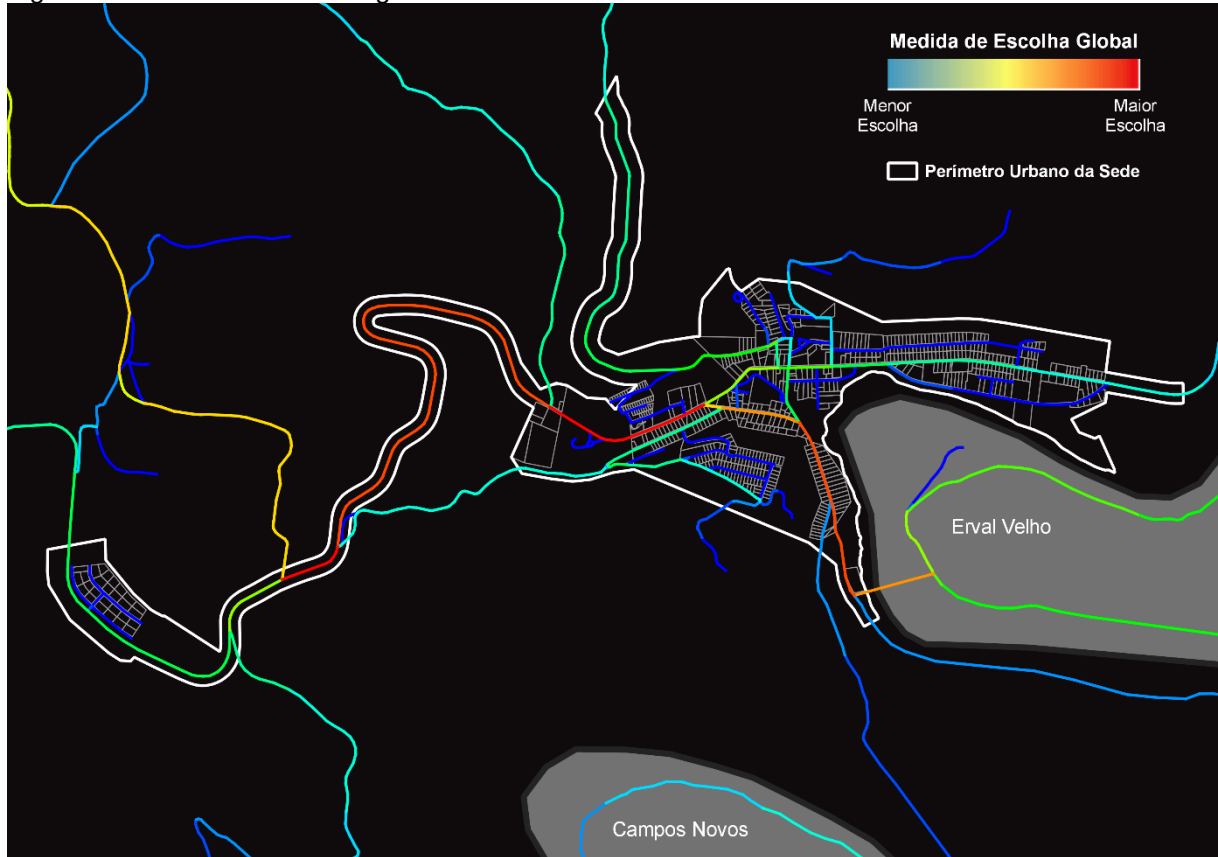 Medida de Escolha Global
Menor
Escolha
Maior
Escolha
Perímetro Urbano da Sede
Erval Velho
Campos Novos